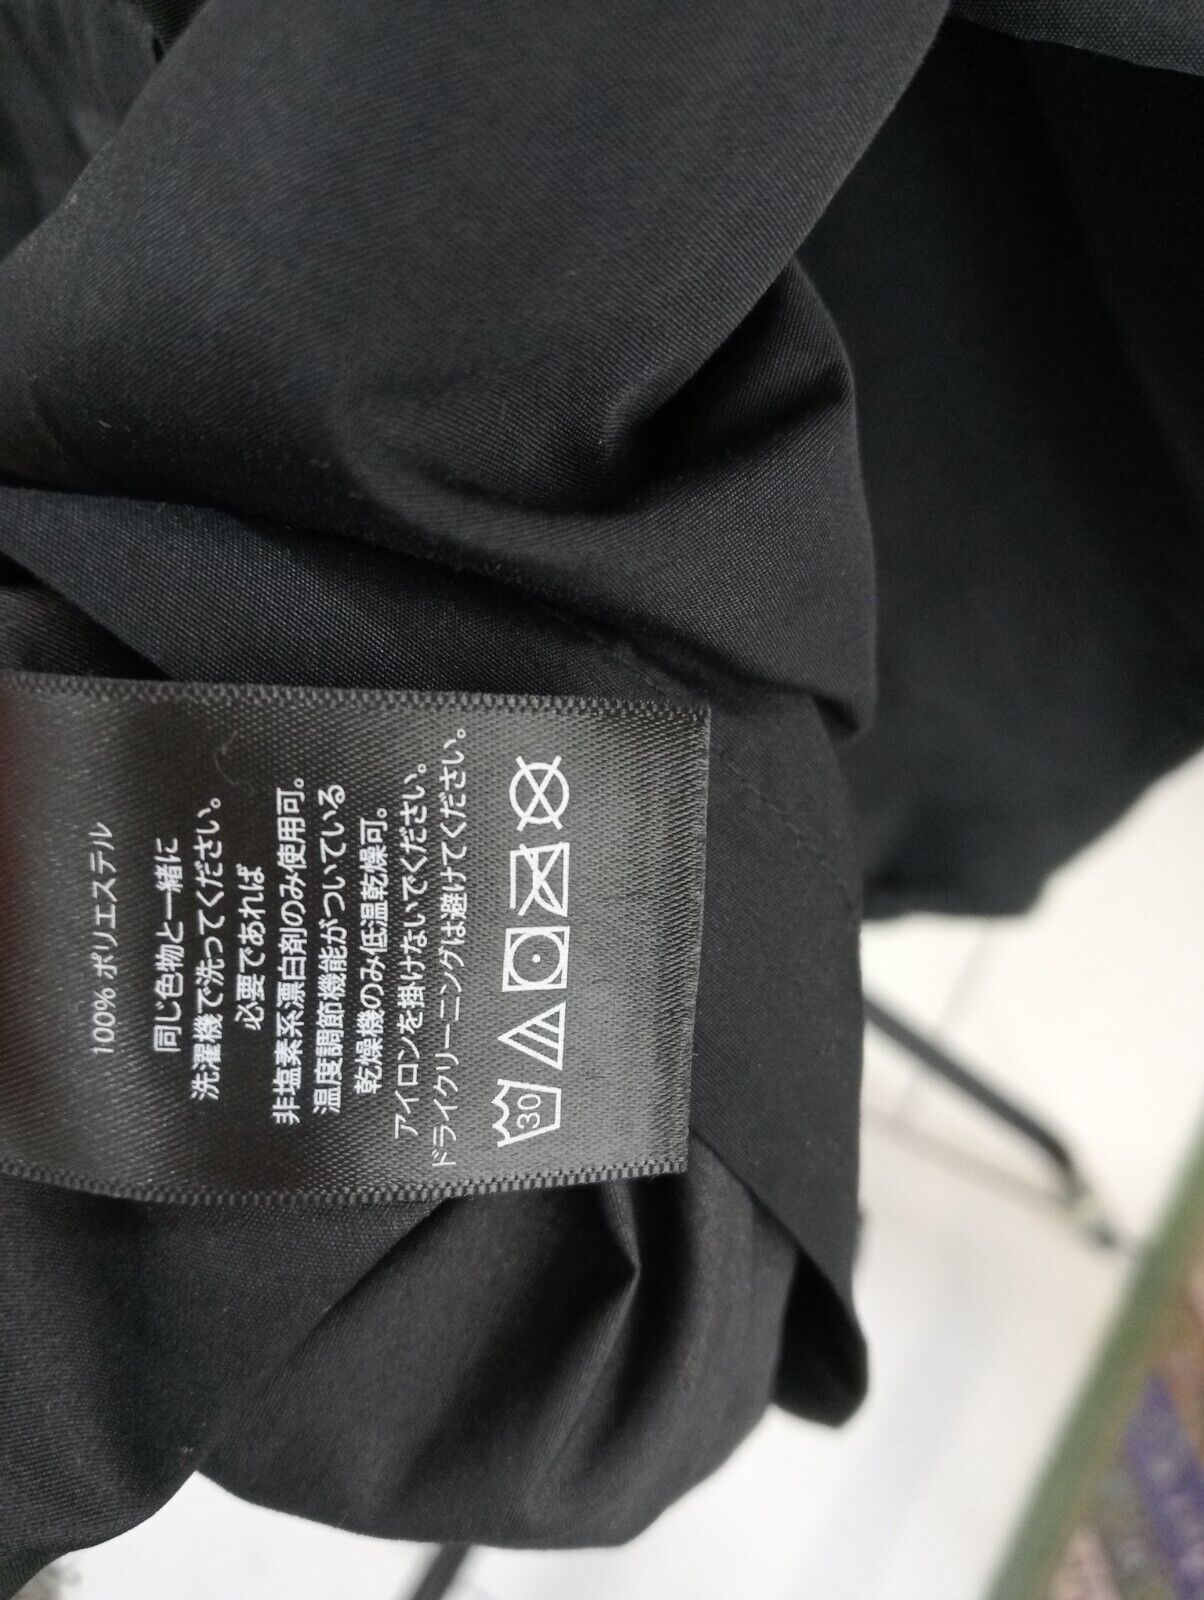 100% ポリエステル
同じ色物と一緒に
洗濯機で洗ってください。
必要であれば
非塩素系漂白剤のみ使用可。
温度調節機能がついている
乾燥機のみ低温乾燥可。
アイロンを掛けないでください。
ドライクリーニングは避けてください。
30